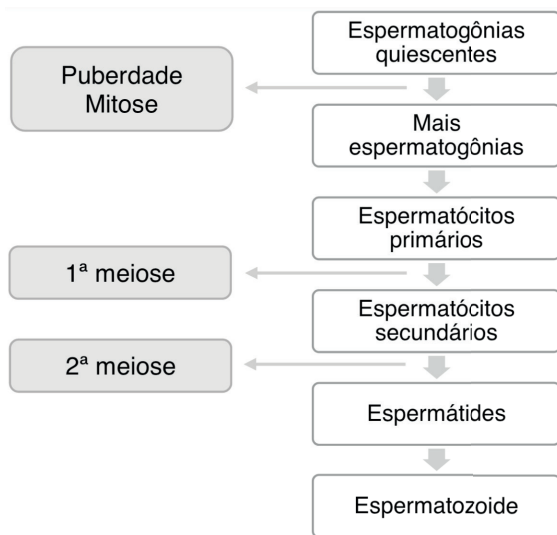 Espermatogônias
quiescentes
Puberdade
Mitose
Mais
espermatogônias
Espermatócitos
primários
1ª meiose
Espermatócitos
secundários
2ª meiose
Espermátides
Espermatozoide